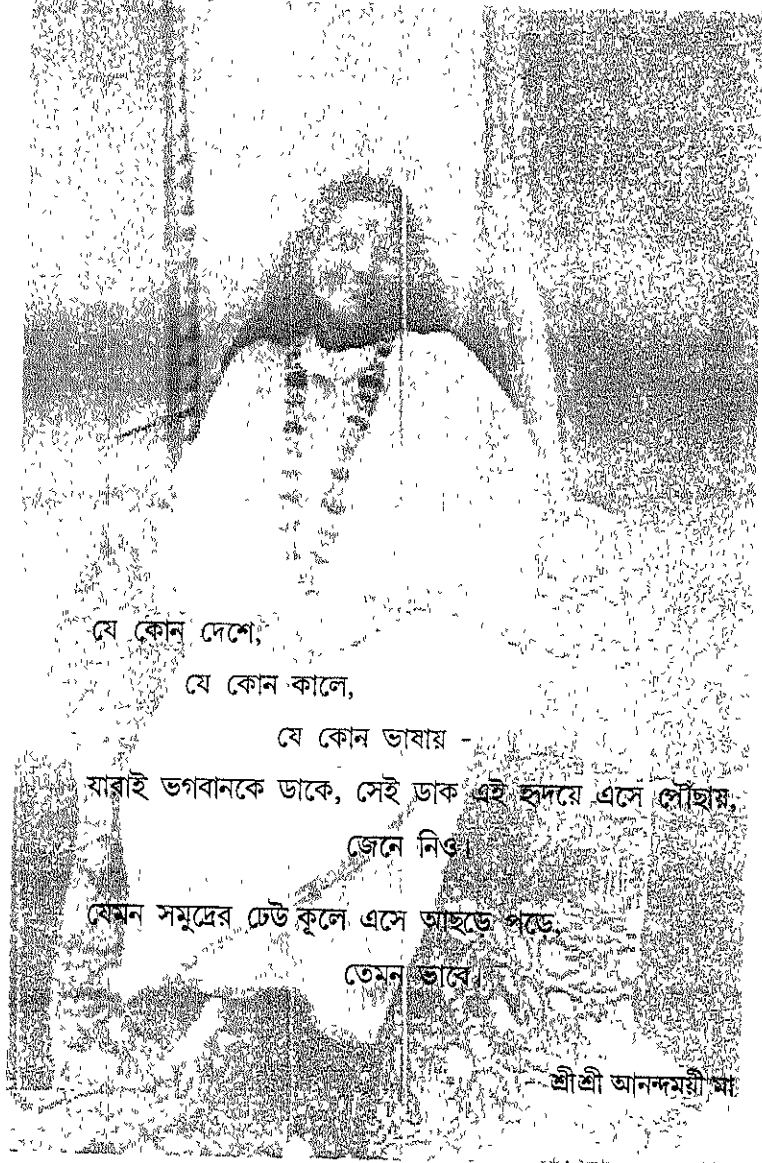 যে কোন দেশে,
যে কোন কালে,
যে কোন ভাষায় -
যারাই ভগবানকে ডাকে, সেই ডাক এই হৃদয়ে এসে পৌঁছায়,
জেনে নিও।
যেমন সমুদ্রের ঢেউ কূলে এসে আছড়ে পড়ে,
তেমন ভাবে।
- শ্রীশ্রী আনন্দময়ী মা